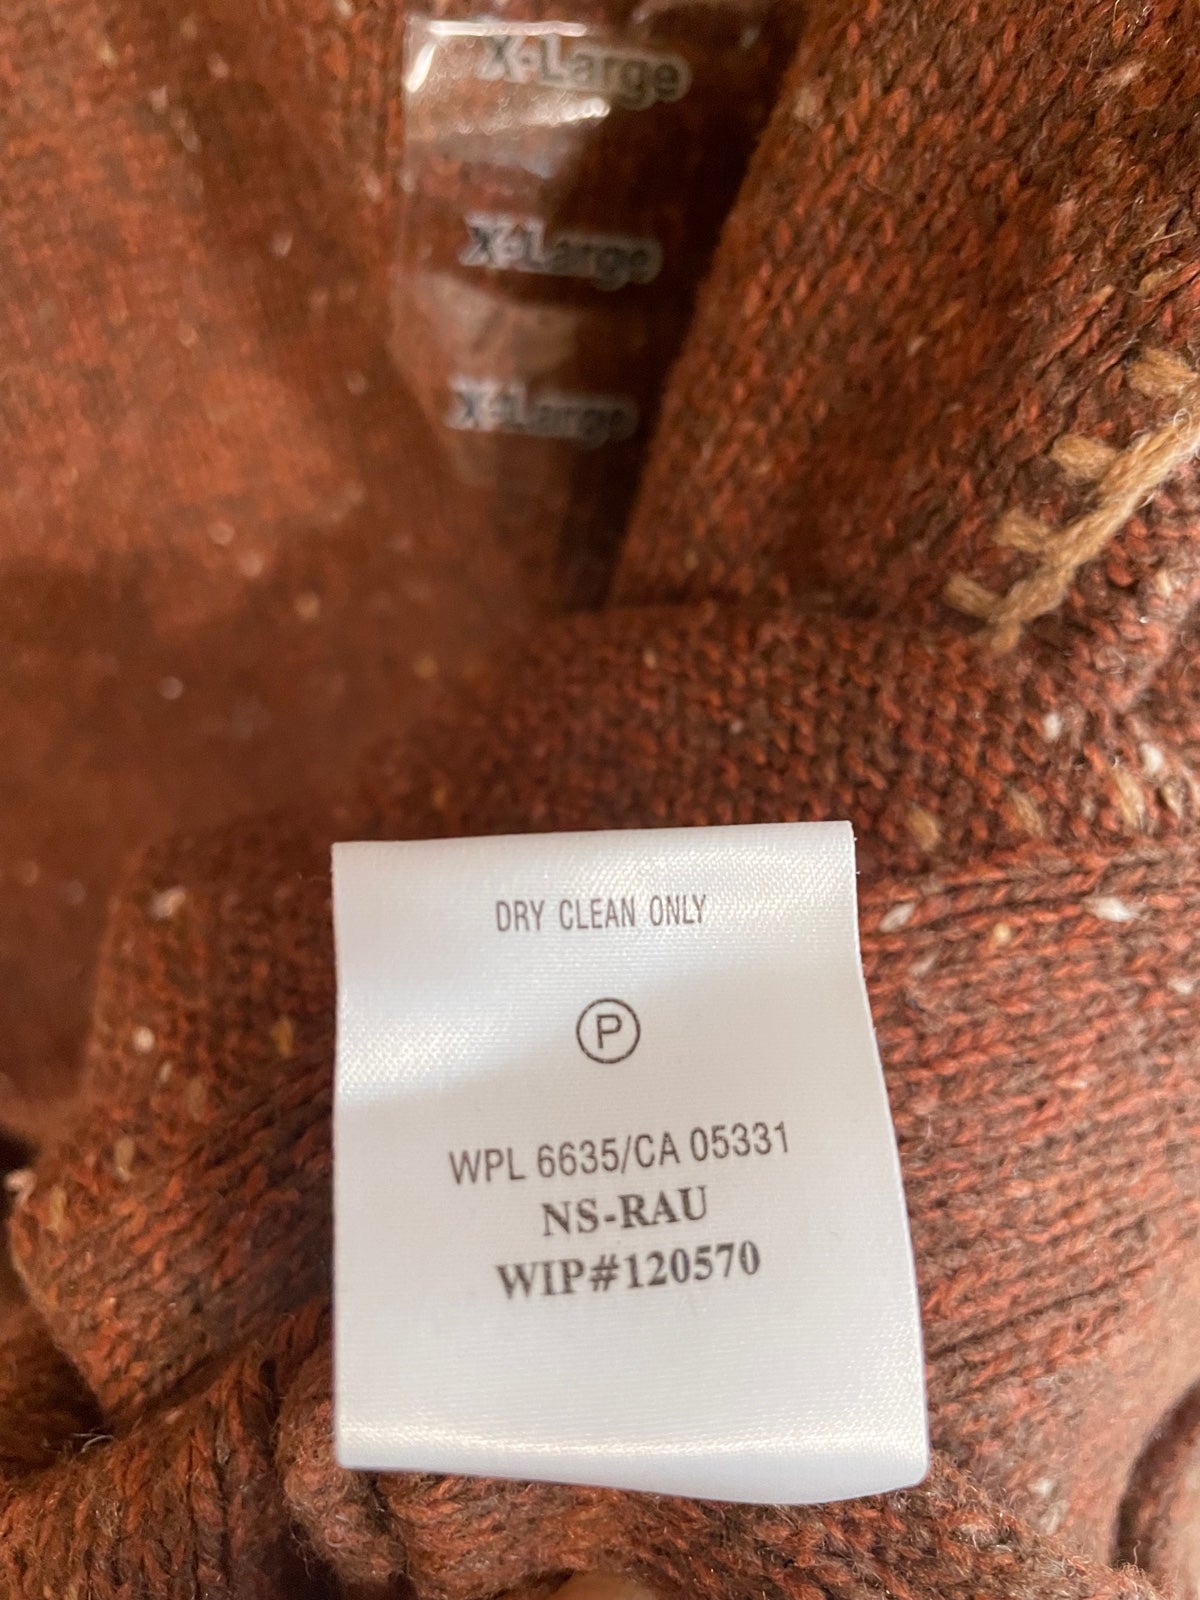 X-Large
X-Large
X-Large
DRY CLEAN ONLY
P
WPL 6635/CA 05331
NS-RAU
WIP#120570